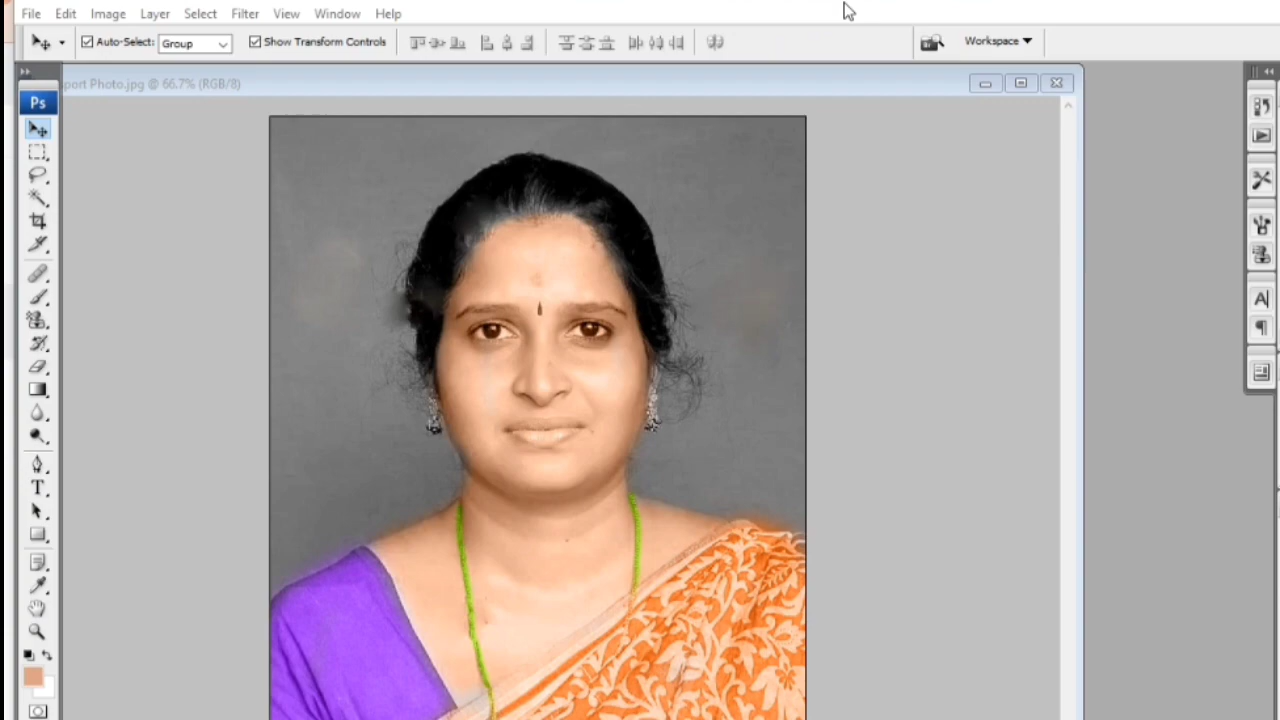 File Edit Image Layer Select Filter View Window Help
Auto-Select: Group Show Transform Controls Workspace
port Photo.jpg @ 66.7% (RGB/8)
Ps
T
A